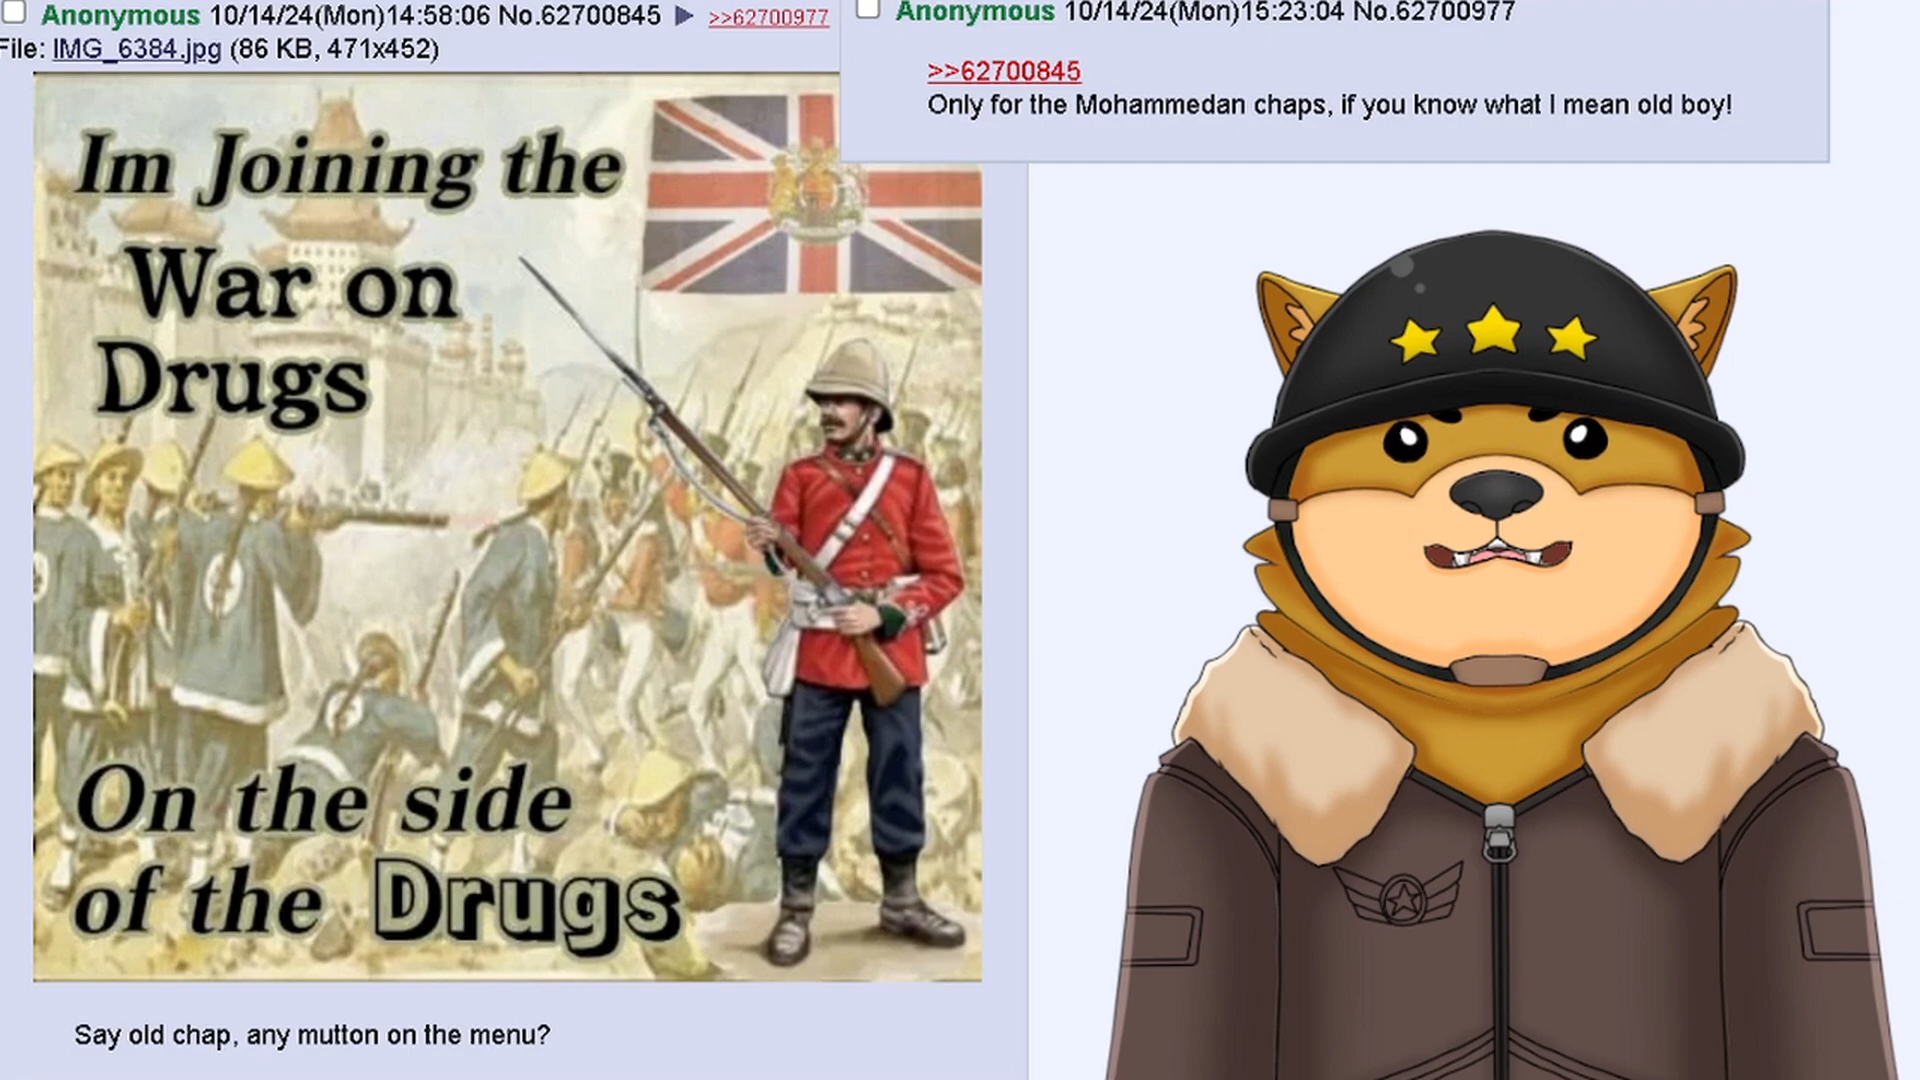 Anonymous 10/14/24(Mon)14:58:06 No.62700845 ▶ >>62700977
File: IMG_6384.jpg (86 KB, 471x452)
Im Joining the
War on
Drugs
On the side
of the Drugs
Say old chap, any mutton on the menu?
Anonymous 10/14/24(Mon)15:23:04 No.62700977
>>62700845
Only for the Mohammedan chaps, if you know what I mean old boy!